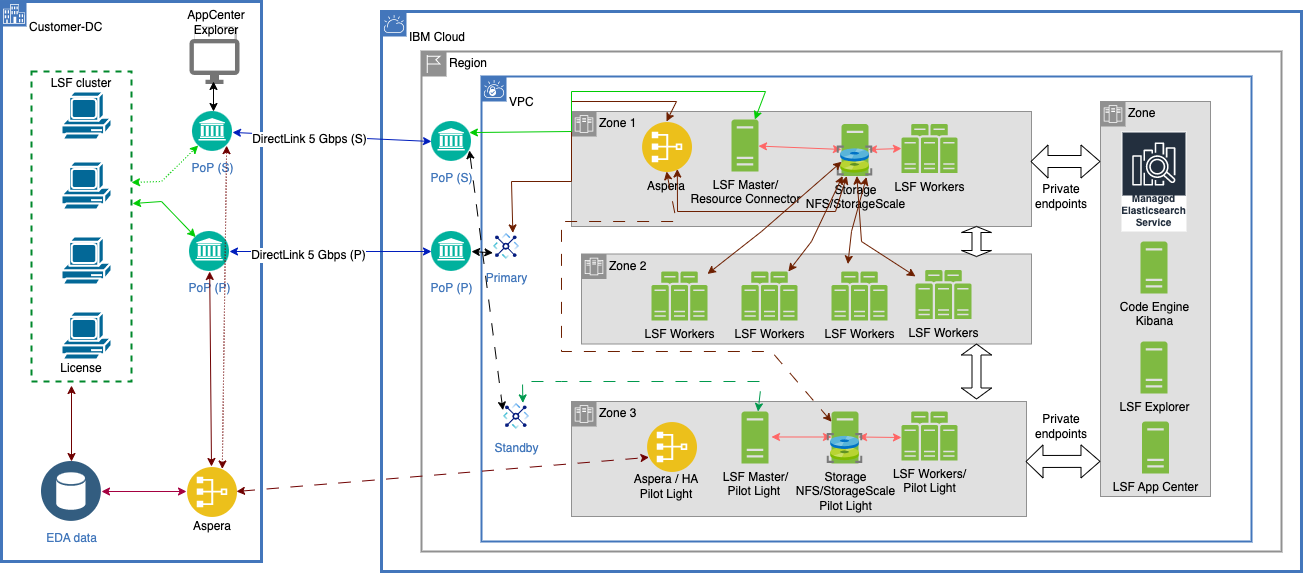 Customer-DC
AppCenter
Explorer
LSF cluster
License
PoP (S)
PoP (P)
EDA data
Aspera
DirectLink 5 Gbps (S)
DirectLink 5 Gbps (P)
IBM Cloud
Region
VPC
PoP (S)
PoP (P)
Primary
Standby
Zone 1
Aspera
LSF Master/
Resource Connector
Storage
NFS/StorageScale
LSF Workers
Zone 2
LSF Workers
LSF Workers
LSF Workers
LSF Workers
Zone 3
Aspera / HA
Pilot Light
LSF Master/
Pilot Light
Storage
NFS/StorageScale
Pilot Light
LSF Workers/
Pilot Light
Private
endpoints
Private
endpoints
Zone
Managed
Elasticsearch
Service
Code Engine
Kibana
LSF Explorer
LSF App Center